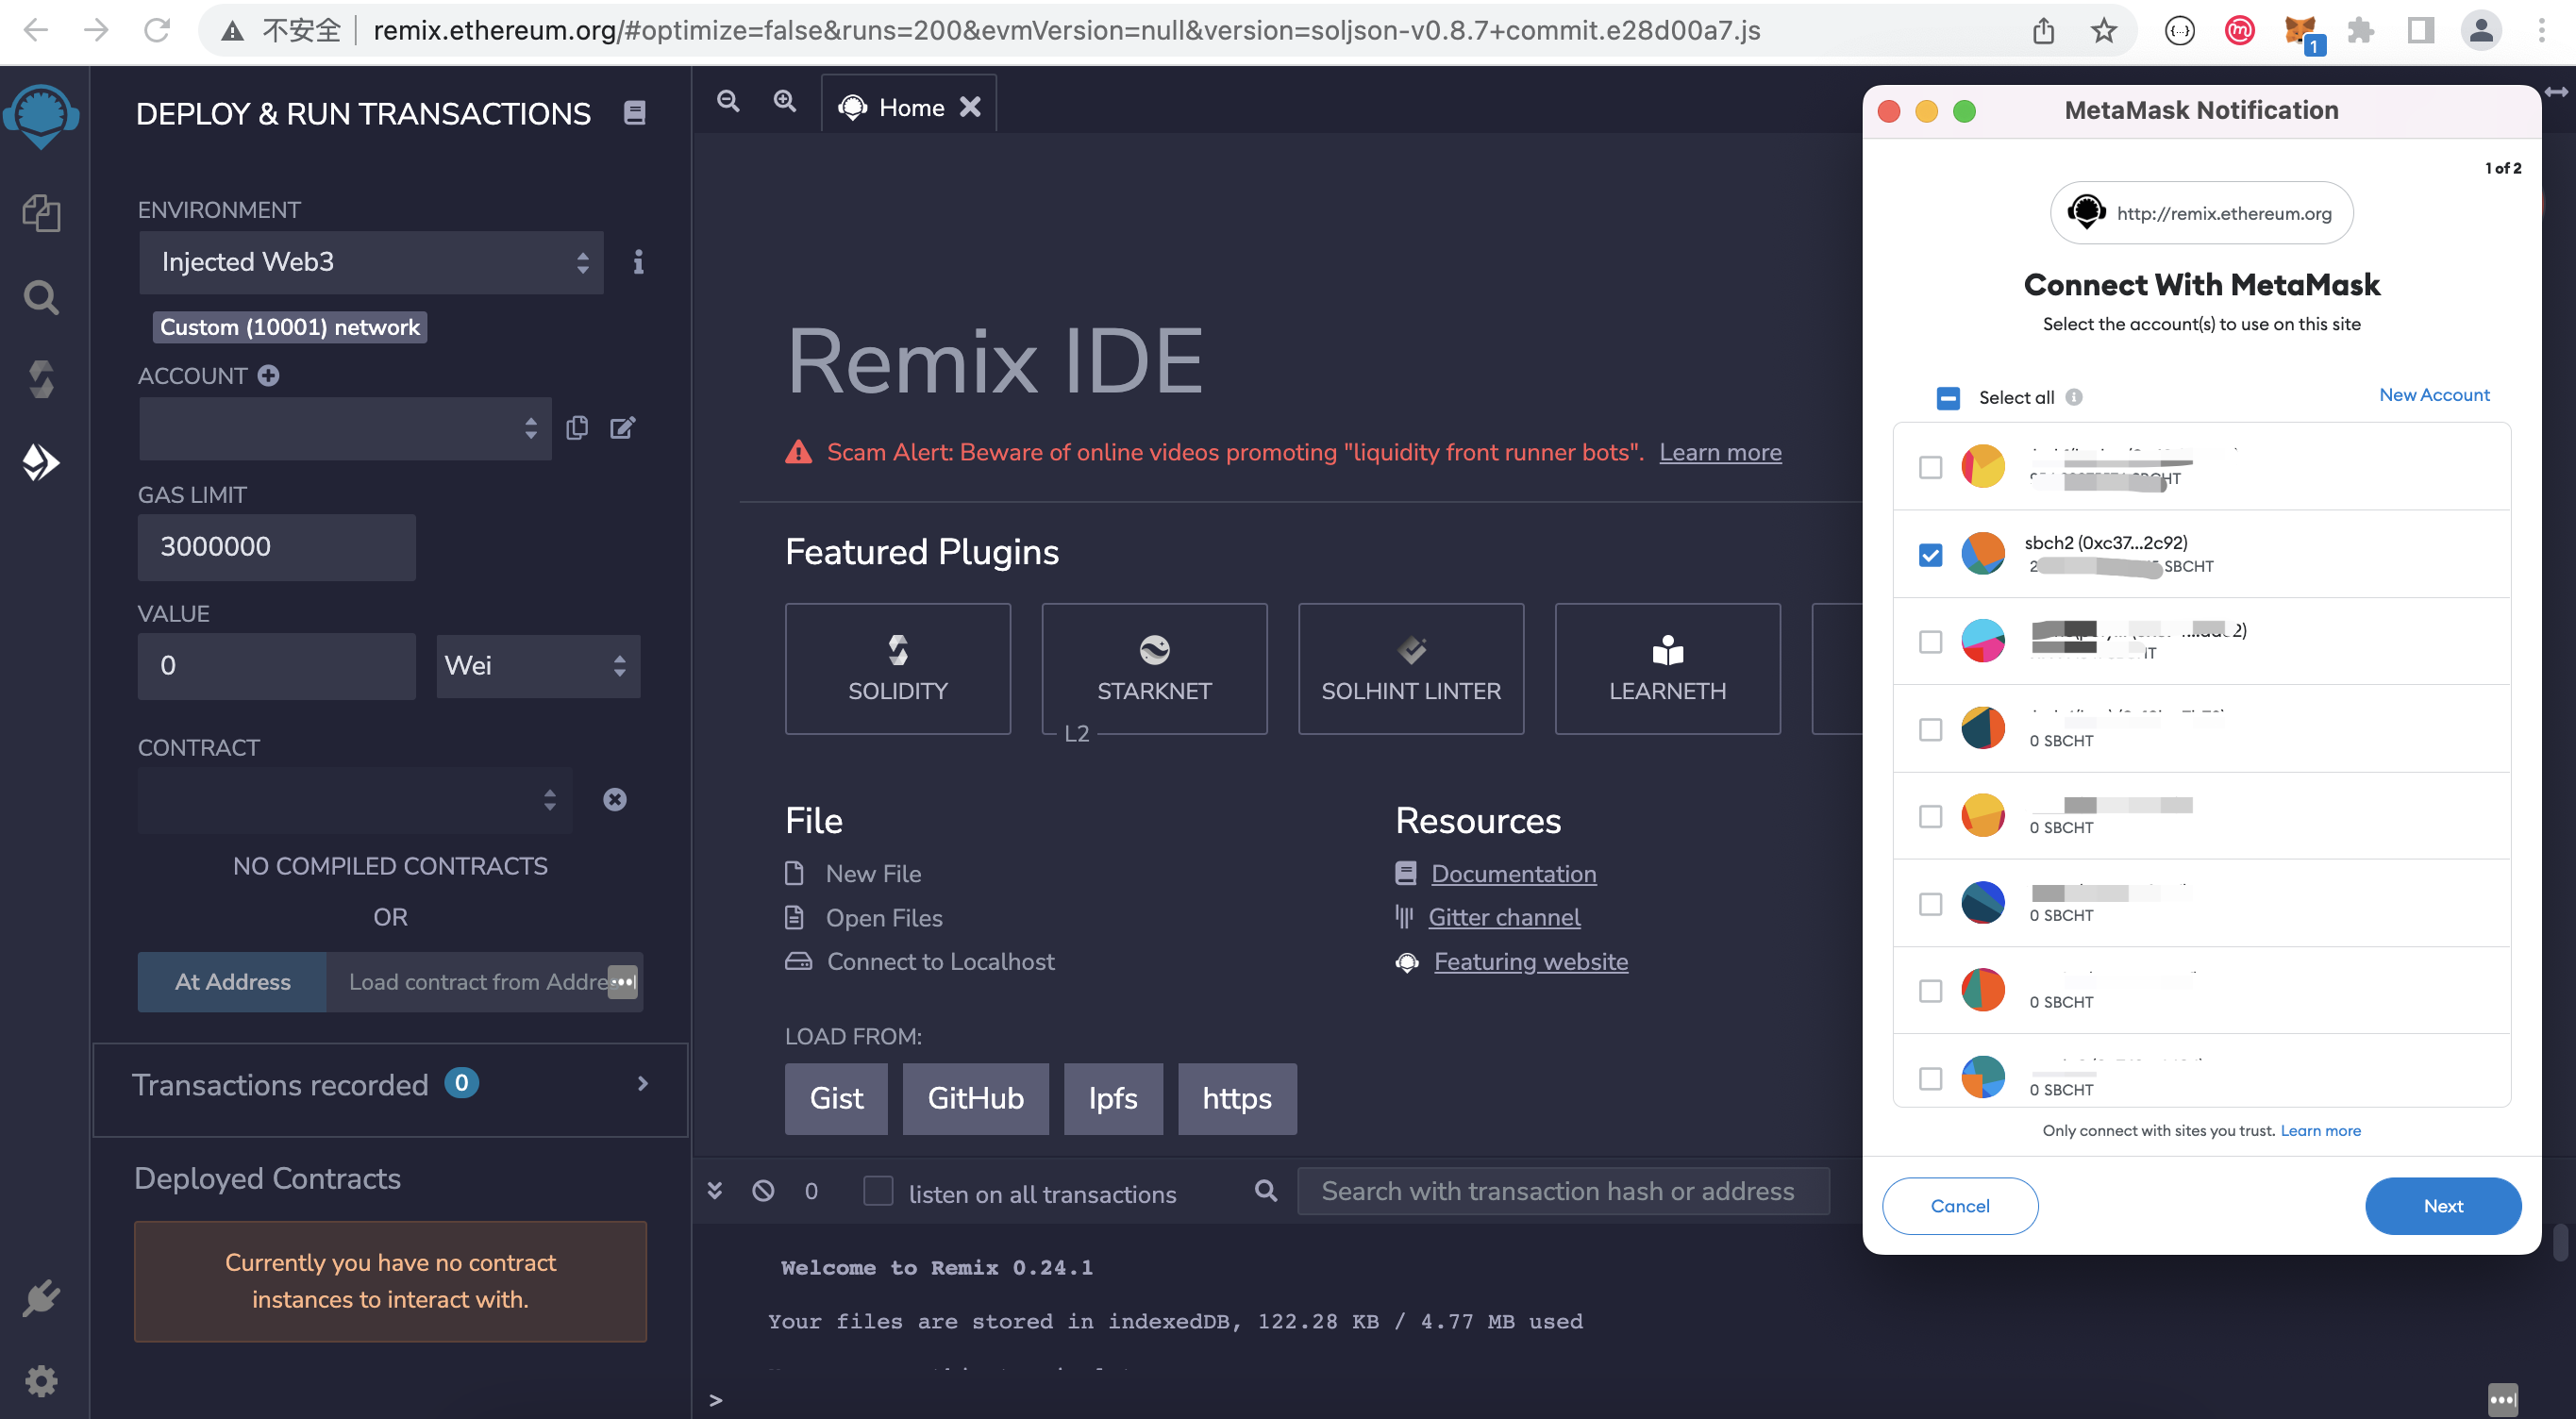 不安全 remix.ethereum.org/#optimize=false&runs=200&evmVersion=null&version=soljson-v0.8.7+commit.e28d00a7.js
1
DEPLOY & RUN TRANSACTIONS
ENVIRONMENT
Injected Web3
Custom (10001) network
ACCOUNT
GAS LIMIT
3000000
VALUE
0
Wei
CONTRACT
NO COMPILED CONTRACTS
OR
At Address
Load contract from Addre
Transactions recorded 0
Deployed Contracts
Currently you have no contract
instances to interact with.
Home
Remix IDE
Scam Alert: Beware of online videos promoting "liquidity front runner bots". Learn more
Featured Plugins
SOLIDITY
STARKNET
L2
SOLHINT LINTER
LEARNETH
File
New File
Open Files
Connect to Localhost
Resources
Documentation
Gitter channel
Featuring website
LOAD FROM:
Gist
GitHub
Ipfs
https
0
listen on all transactions
Search with transaction hash or address
Welcome to Remix 0.24.1
Your files are stored in indexedDB, 122.28 KB / 4.77 MB used
>
MetaMask Notification
1 of 2
http://remix.ethereum.org
Connect With MetaMask
Select the account(s) to use on this site
Select all
New Account
sbch2 (0xc37...2c92)
SBCHT
0 SBCHT
0 SBCHT
0 SBCHT
0 SBCHT
0 SBCHT
Only connect with sites you trust. Learn more
Cancel
Next